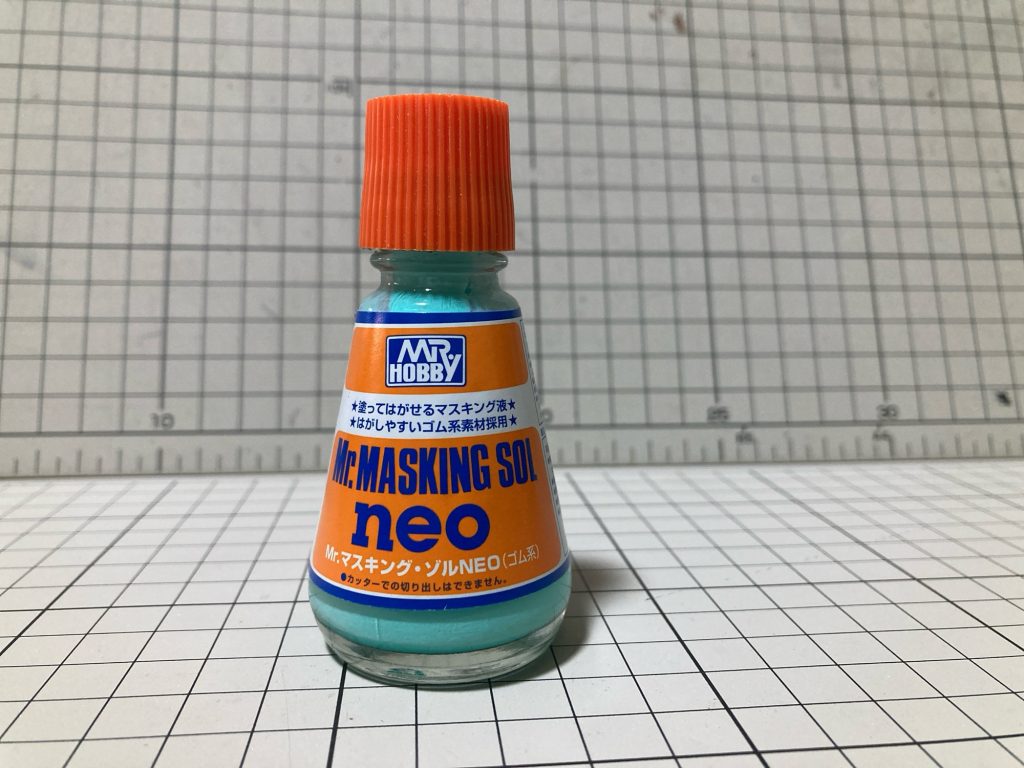 MR. HOBBY
★塗ってはがせるマスキング液★
★はがしやすいゴム系素材採用★
Mr.MASKING SOL
neo
Mr.マスキング・ゾルNEO(ゴム系)
●カッターでの切り出しはできません。
10
25
30